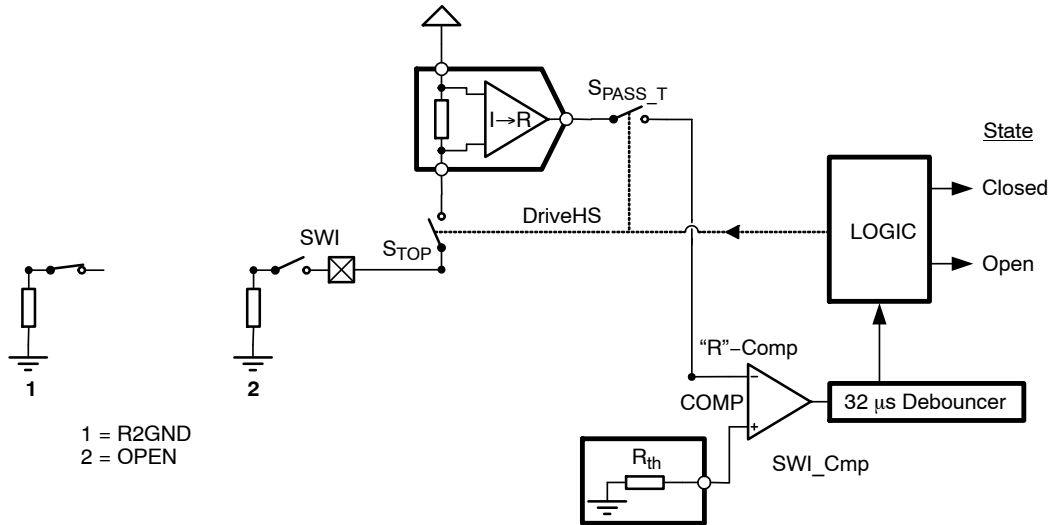 S_PASS_T
I→R
State
DriveHS
LOGIC
Closed
SWI
S_TOP
Open
1
2
"R"−Comp
COMP
32 μs Debouncer
1 = R2GND
2 = OPEN
R_th
SWI_Cmp